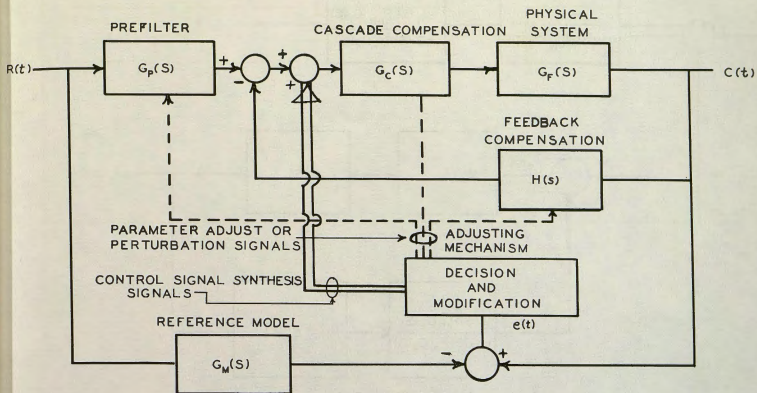 PHYSICAL
SYSTEM
PREFILTER
CASCADE COMPENSATION
R(t)
G_P(S)
+
-
+
+
G_C(S)
G_F(S)
C(t)
FEEDBACK
COMPENSATION
H(s)
PARAMETER ADJUST OR
PERTURBATION SIGNALS
ADJUSTING
MECHANISM
CONTROL SIGNAL SYNTHESIS
SIGNALS
DECISION
AND
MODIFICATION
e(t)
REFERENCE MODEL
G_M(S)
-
+